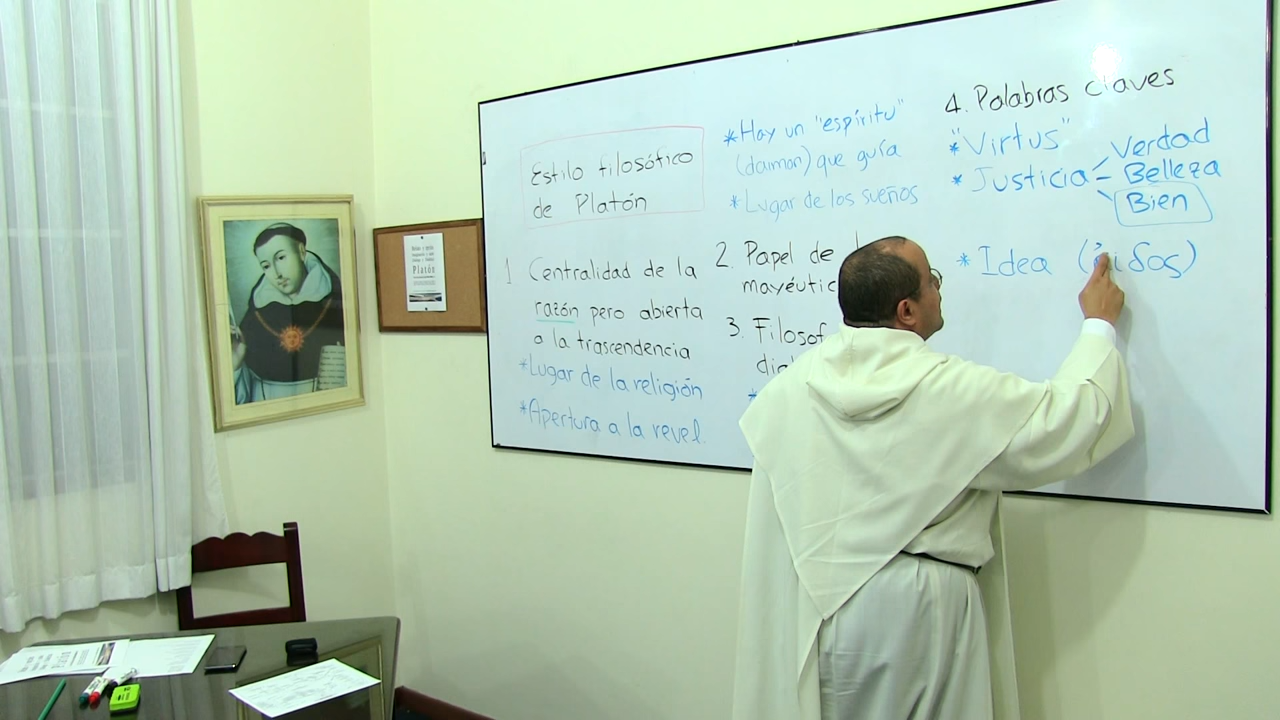 Estilo filosófico
de Platón
1 Centralidad de la
razón pero abierta
a la trascendencia
*Lugar de la religión
*Apertura a la revel.
*Hay un "espíritu"
(daimon) que guía
*Lugar de los sueños
2. Papel de
3.
4. Palabras claves
"Virtus"
* Justicia
Verdad
Belleza
Bien
* Idea
Platón